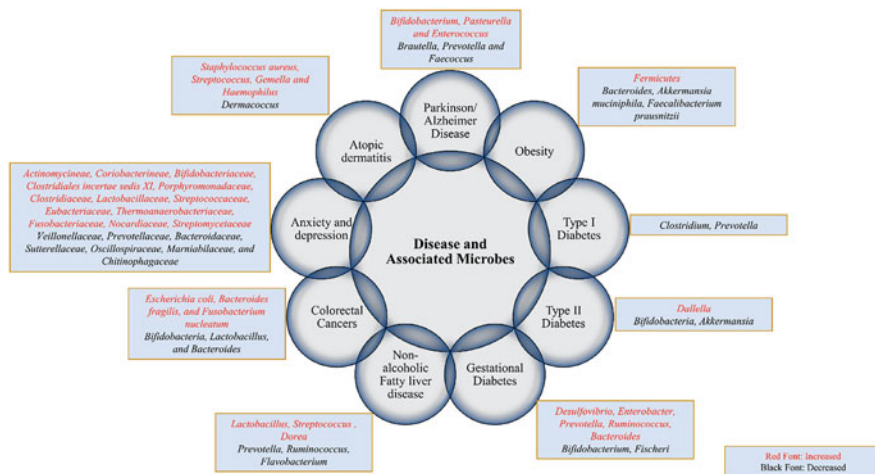 Bifidobacterium, Pasteurella
and Enterococcus
Brautella, Prevotella and
Faecoccus
Staphylococcus aureus,
Streptococcus, Gemella and
Haemophilus
Dermacoccus
Fermicutes
Bacteroides, Akkermansia
muciniphila, Faecalibacterium
prausnitzii
Parkinson/
Alzheimer
Disease
Atopic
dermatitis
Obesity
Actinomycineae, Coriobacterineae, Bifidobacteriaceae,
Clostridiales incertae sedis XI, Porphyromonadaceae,
Clostridiaceae, Lactobacillaceae, Streptococcaceae,
Eubacteriaceae, Thermoanaerobacteriaceae,
Fusobacteriaceae, Nocardiaceae, Streptomycetaceae
Veillonellaceae, Prevotellaceae, Bacteroidaceae,
Sutterellaceae, Oscillospiraceae, Marniabilaceae, and
Chitinophagaceae
Anxiety and
depression
Type I
Diabetes
Clostridium, Prevotella
Disease and
Associated Microbes
Escherichia coli, Bacteroides
fragilis, and Fusobacterium
nucleatum
Bifidobacteria, Lactobacillus,
and Bacteroides
Colorectal
Cancers
Type II
Diabetes
Dallella
Bifidobacteria, Akkermansia
Non-
alcoholic
Fatty liver
disease
Gestational
Diabetes
Lactobacillus, Streptococcus ,
Dorea
Prevotella, Ruminococcus,
Flavobacterium
Desulfovibrio, Enterobacter,
Prevotella, Ruminococcus,
Bacteroides
Bifidobacterium, Fischeri
Red Font: Increased
Black Font: Decreased